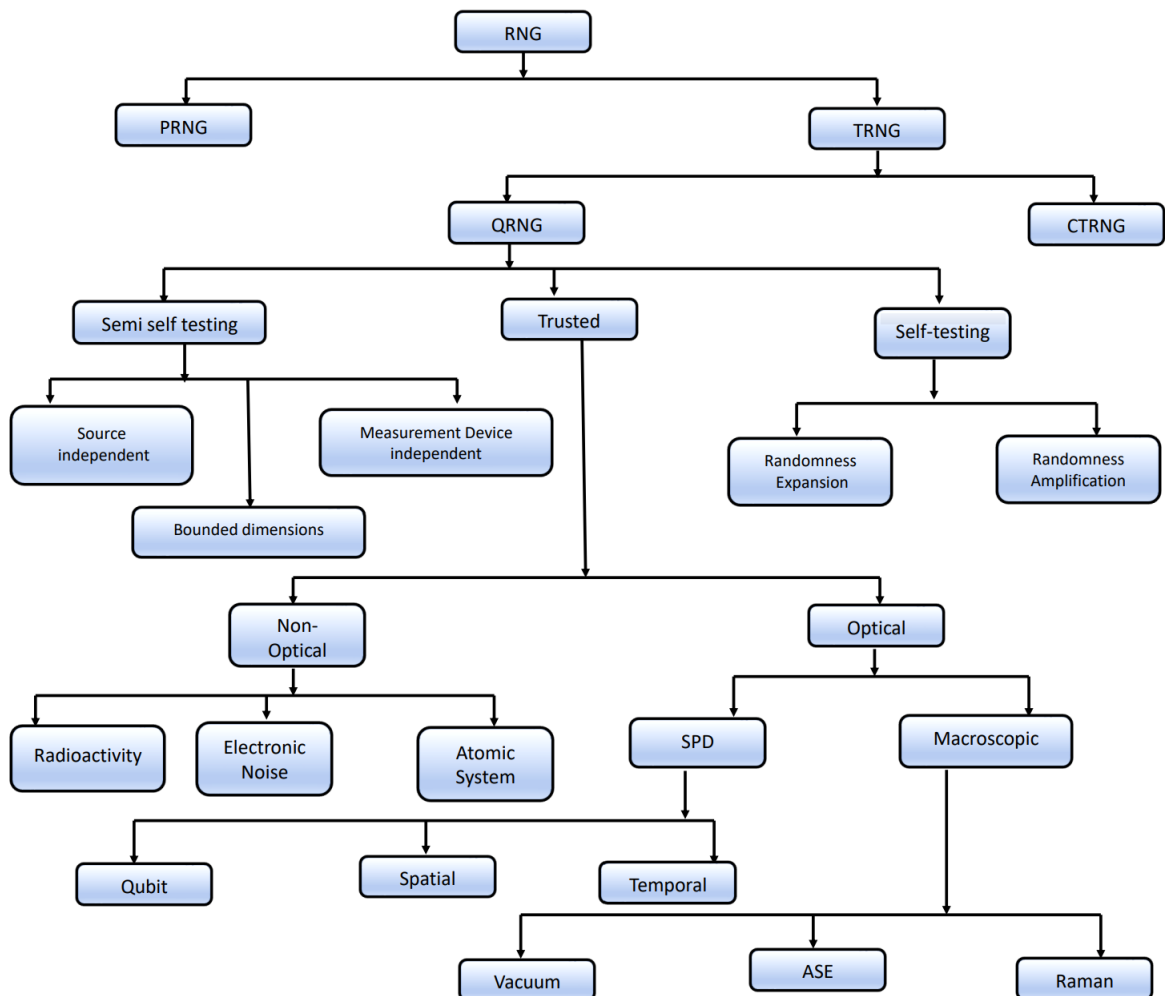 RNG
PRNG
TRNG
QRNG
CTRNG
Semi self testing
Trusted
Self-testing
Source
independent
Measurement Device
independent
Randomness
Expansion
Randomness
Amplification
Bounded dimensions
Non-
Optical
Optical
Radioactivity
Electronic
Noise
Atomic
System
SPD
Macroscopic
Qubit
Spatial
Temporal
Vacuum
ASE
Raman